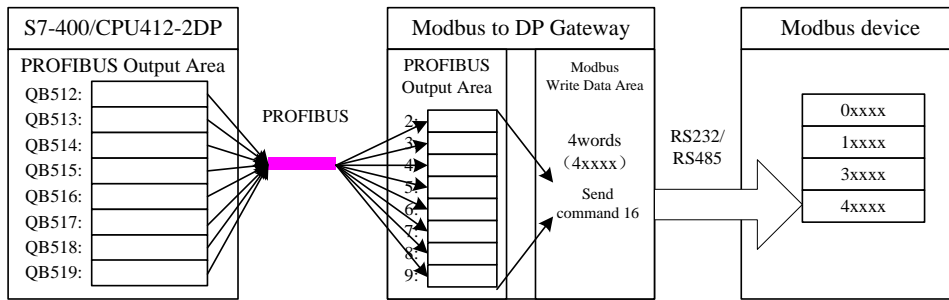 S7-400/CPU412-2DP
PROFIBUS Output Area
QB512:
QB513:
QB514:
QB515:
QB516:
QB517:
QB518:
QB519:
PROFIBUS
Modbus to DP Gateway
PROFIBUS
Output Area
2:
3:
4:
5:
6:
7:
8:
9:
Modbus
Write Data Area
4words
（4xxxx）
Send
command 16
RS232/
RS485
Modbus device
0xxxx
1xxxx
3xxxx
4xxxx